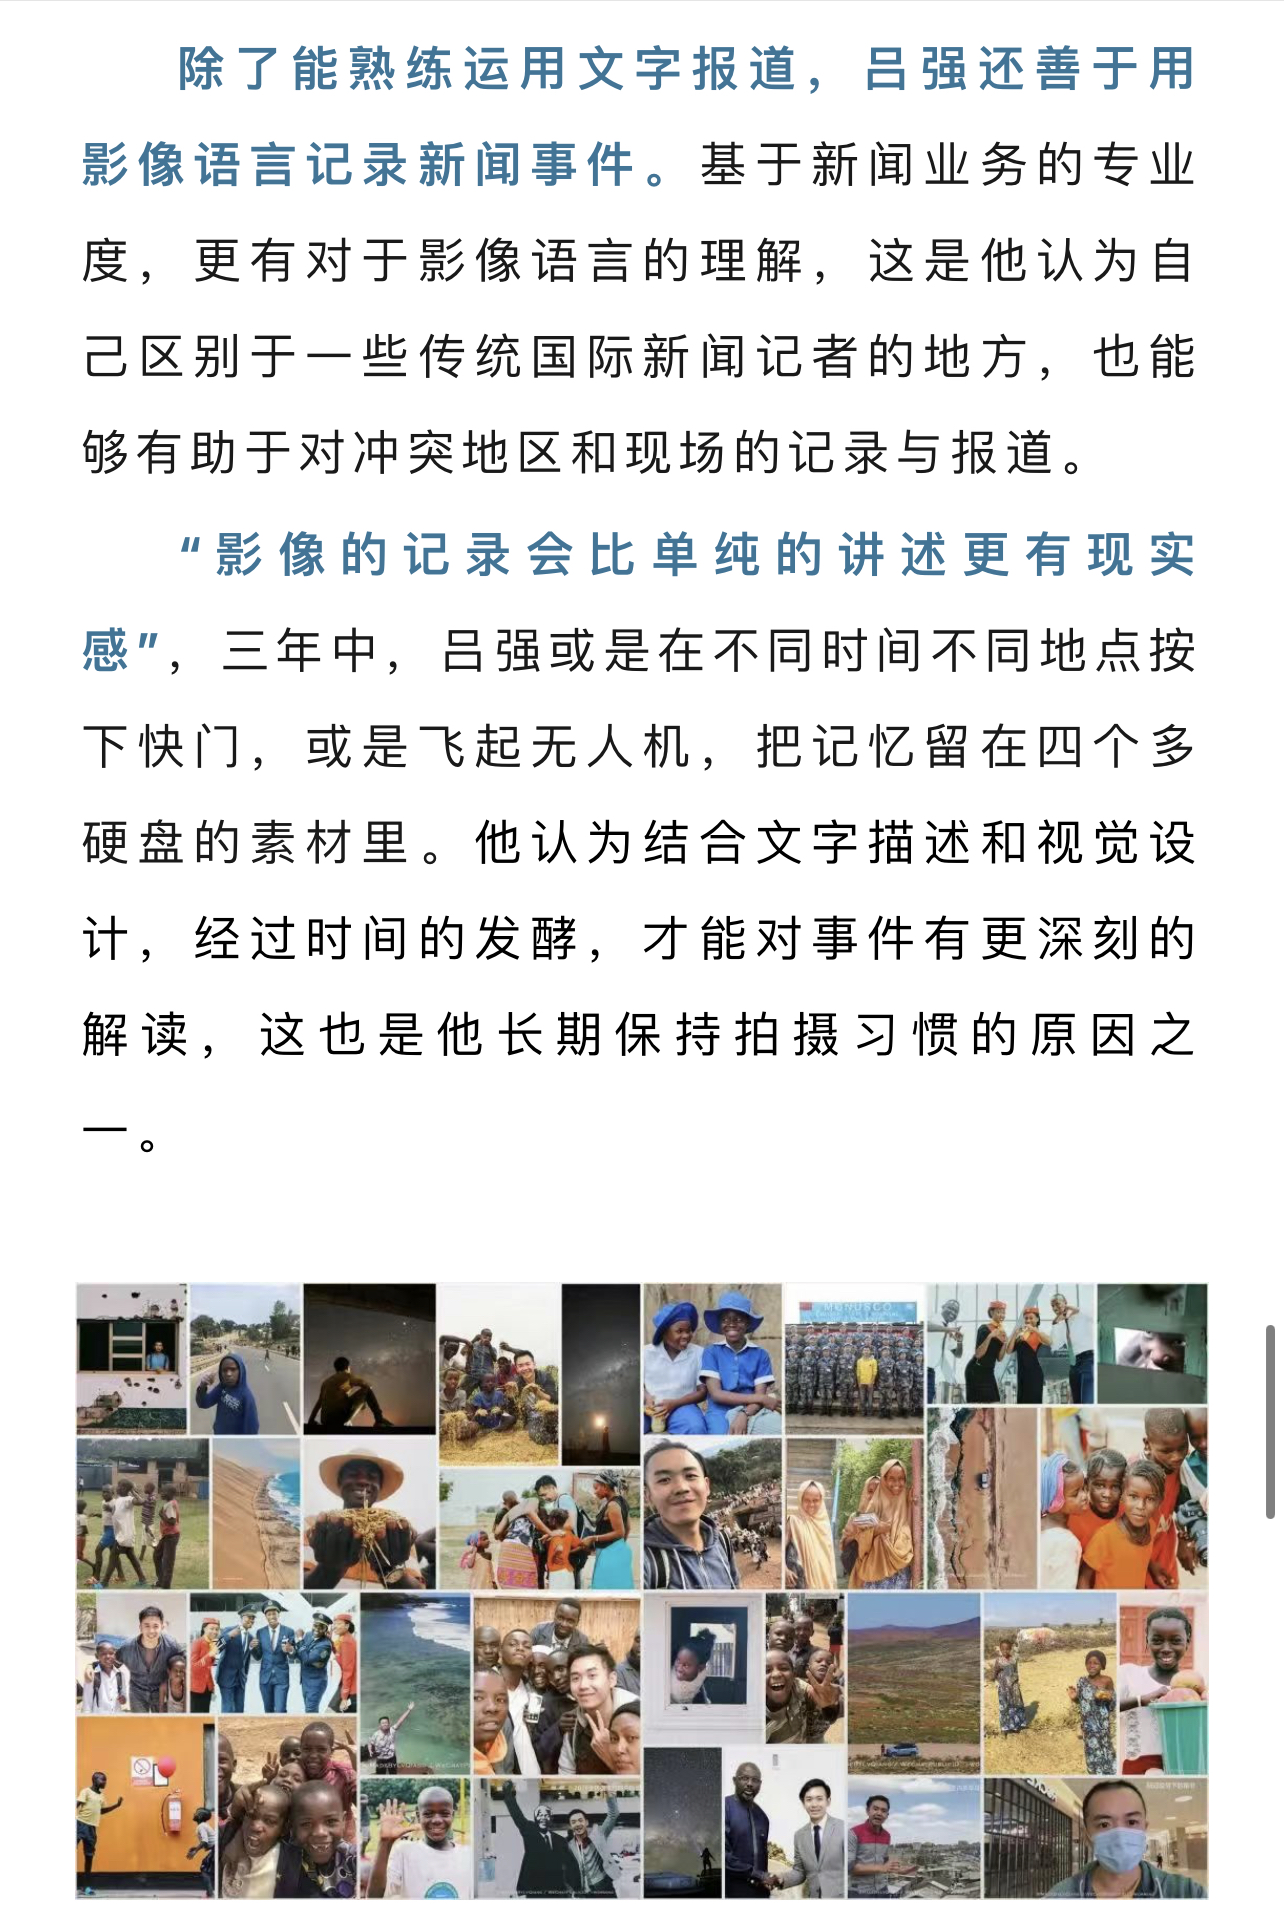 除了能熟练运用文字报道，吕强还善于用
影像语言记录新闻事件。基于新闻业务的专业
度，更有对于影像语言的理解，这是他认为自
己区别于一些传统国际新闻记者的地方，也能
够有助于对冲突地区和现场的记录与报道。
“影像的记录会比单纯的讲述更有现实
感”，三年中，吕强或是在不同时间不同地点按
下快门，或是飞起无人机，把记忆留在四个多
硬盘的素材里。他认为结合文字描述和视觉设
计，经过时间的发酵，才能对事件有更深刻的
解读，这也是他长期保持拍摄习惯的原因之
一。
MONUSCO